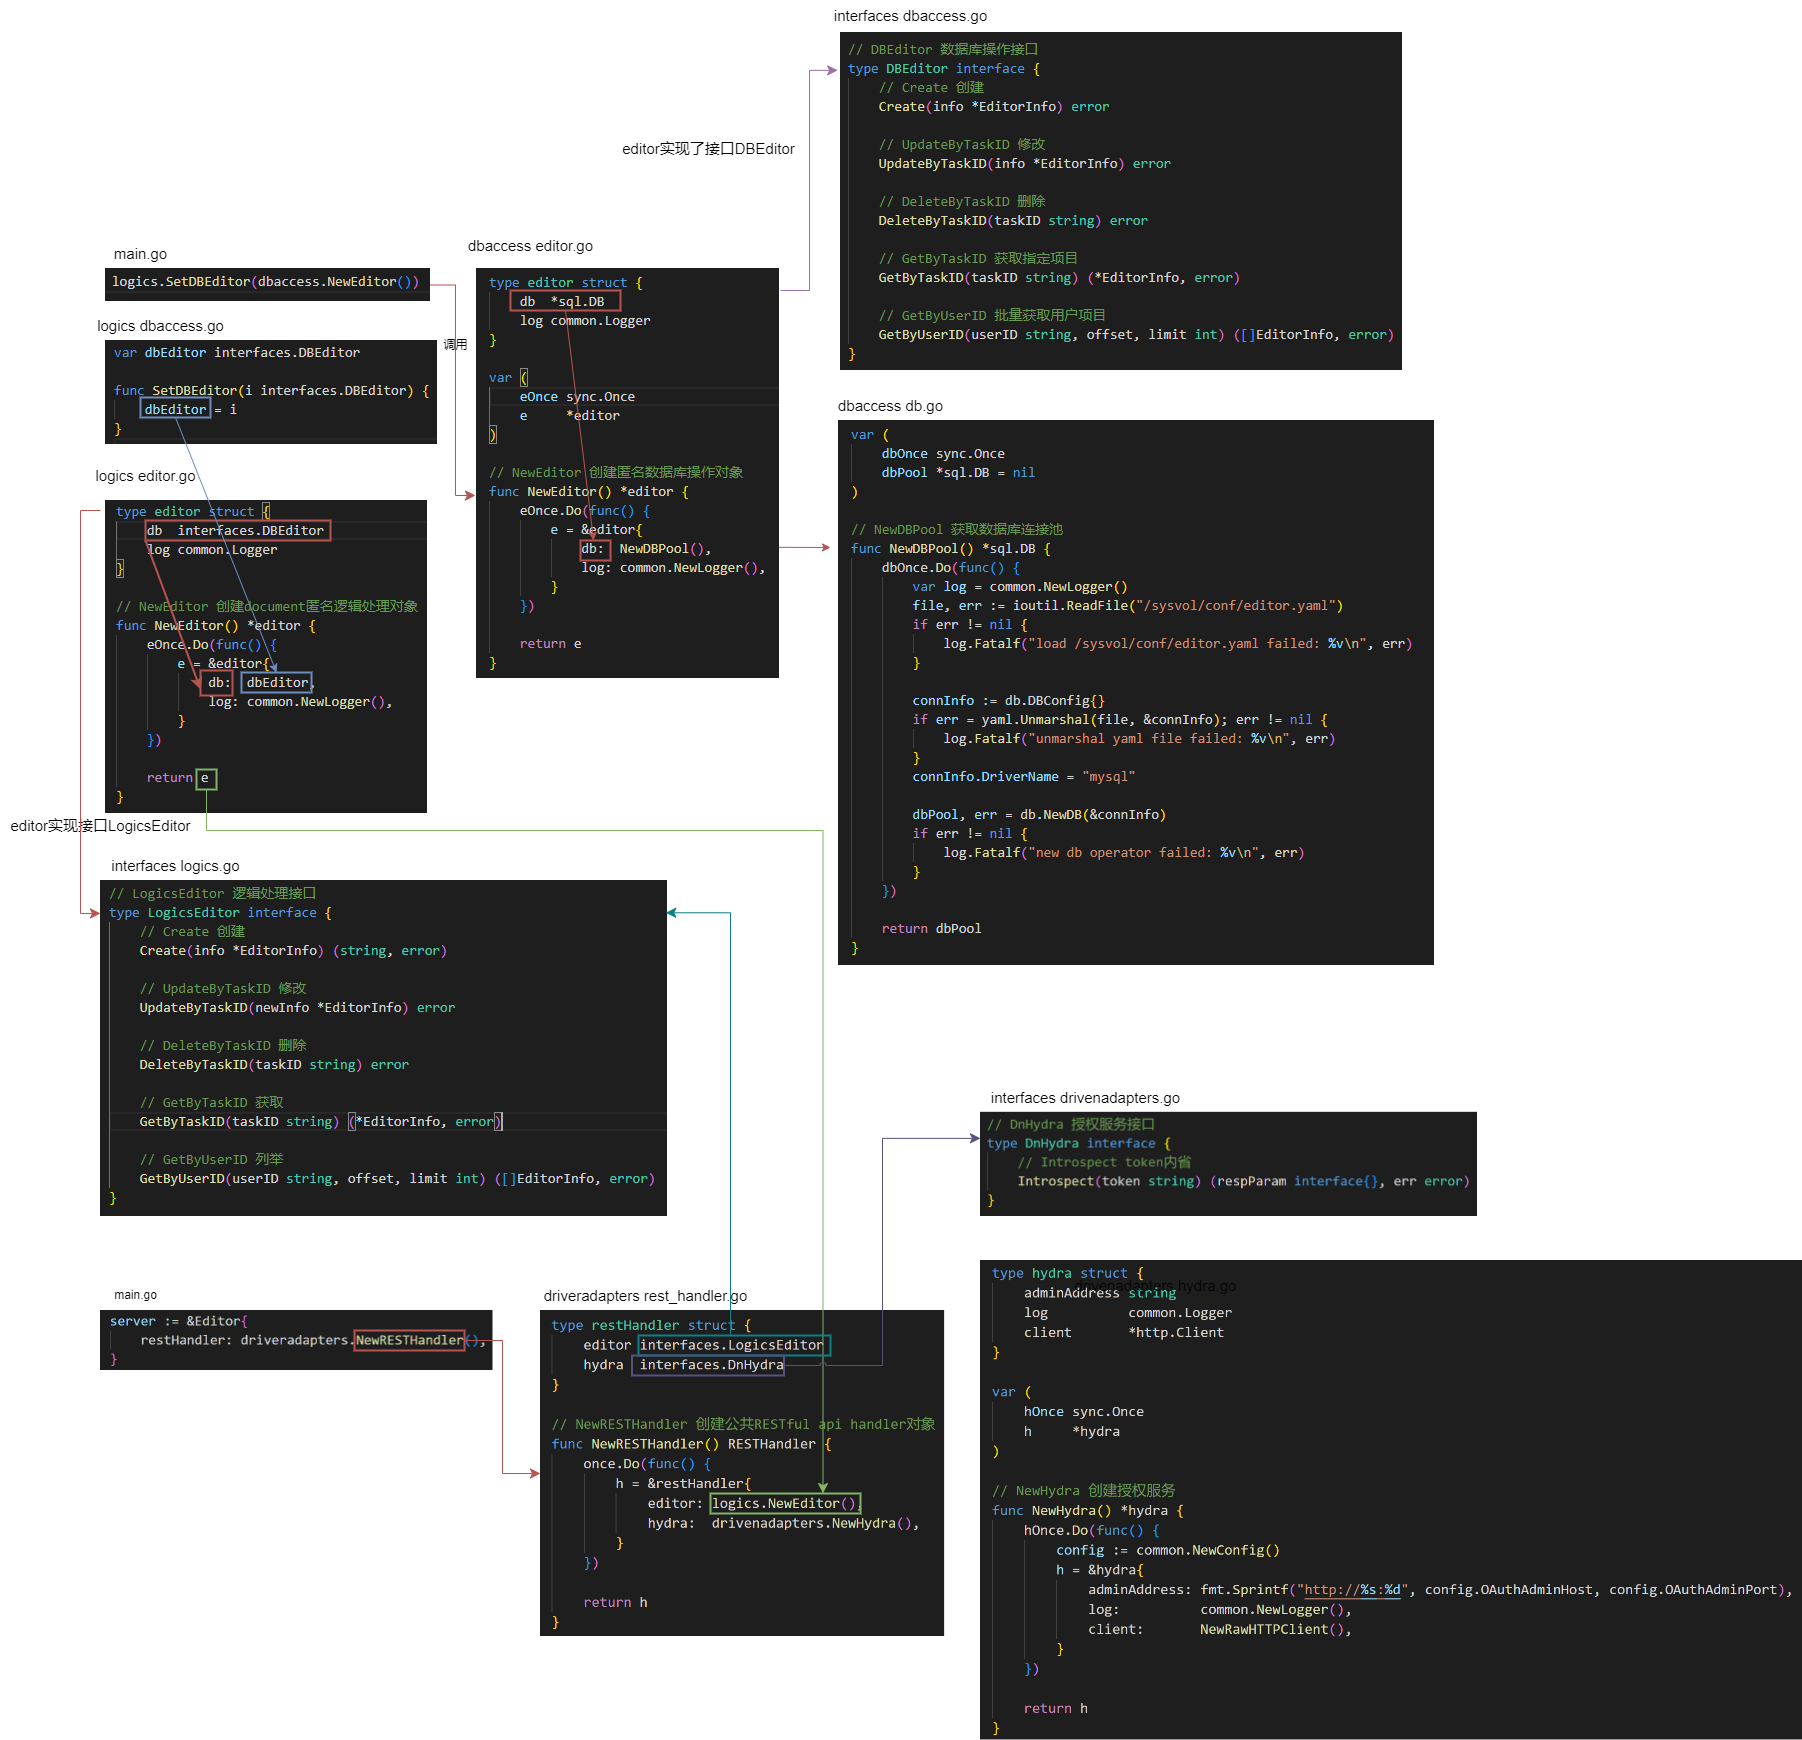 interfaces dbaccess.go
// DBEditor 数据库操作接口
type DBEditor interface {
// Create 创建
Create(info *EditorInfo) error
// UpdateByTaskID 修改
UpdateByTaskID(info *EditorInfo) error
// DeleteByTaskID 删除
DeleteByTaskID(taskID string) error
// GetByTaskID 获取指定项目
GetByTaskID(taskID string) (*EditorInfo, error)
// GetByUserID 批量获取用户项目
GetByUserID(userID string, offset, limit int) ([]EditorInfo, error)
}
editor实现了接口DBEditor
main.go
logics.SetDBEditor(dbaccess.NewEditor())
logics dbaccess.go
var dbEditor interfaces.DBEditor
func SetDBEditor(i interfaces.DBEditor) {
dbEditor = i
}
调用
dbaccess editor.go
type editor struct {
db *sql.DB
log common.Logger
}
var (
eOnce sync.Once
e *editor
)
// NewEditor 创建匿名数据库操作对象
func NewEditor() *editor {
eOnce.Do(func() {
e = &editor{
db: NewDBPool(),
log: common.NewLogger(),
}
})
return e
}
dbaccess db.go
var (
dbOnce sync.Once
dbPool *sql.DB = nil
)
// NewDBPool 获取数据库连接池
func NewDBPool() *sql.DB {
dbOnce.Do(func() {
var log = common.NewLogger()
file, err := ioutil.ReadFile("/sysvol/conf/editor.yaml")
if err != nil {
log.Fatalf("load /sysvol/conf/editor.yaml failed: %v\n", err)
}
connInfo := db.DBConfig{}
if err = yaml.Unmarshal(file, &connInfo); err != nil {
log.Fatalf("unmarshal yaml file failed: %v\n", err)
}
connInfo.DriverName = "mysql"
dbPool, err = db.NewDB(&connInfo)
if err != nil {
log.Fatalf("new db operator failed: %v\n", err)
}
})
return dbPool
}
logics editor.go
type editor struct {
db interfaces.DBEditor
log common.Logger
}
// NewEditor 创建document匿名逻辑处理对象
func NewEditor() *editor {
eOnce.Do(func() {
e = &editor{
db: dbEditor,
log: common.NewLogger(),
}
})
return e
}
editor实现接口LogicsEditor
interfaces logics.go
// LogicsEditor 逻辑处理接口
type LogicsEditor interface {
// Create 创建
Create(info *EditorInfo) (string, error)
// UpdateByTaskID 修改
UpdateByTaskID(newInfo *EditorInfo) error
// DeleteByTaskID 删除
DeleteByTaskID(taskID string) error
// GetByTaskID 获取
GetByTaskID(taskID string) (*EditorInfo, error)
// GetByUserID 列举
GetByUserID(userID string, offset, limit int) ([]EditorInfo, error)
}
interfaces drivenadapters.go
// DnHydra 授权服务接口
type DnHydra interface {
// Introspect token内省
Introspect(token string) (respParam interface{}, err error)
}
main.go
server := &Editor{
restHandler: driveradapters.NewRESTHandler(),
}
driveradapters rest_handler.go
type restHandler struct {
editor interfaces.LogicsEditor
hydra interfaces.DnHydra
}
// NewRESTHandler 创建公共RESTful api handler对象
func NewRESTHandler() RESTHandler {
once.Do(func() {
h = &restHandler{
editor: logics.NewEditor(),
hydra: drivenadapters.NewHydra(),
}
})
return h
}
drivenadapters hydra.go
type hydra struct {
adminAddress string
log common.Logger
client *http.Client
}
var (
hOnce sync.Once
h *hydra
)
// NewHydra 创建授权服务
func NewHydra() *hydra {
hOnce.Do(func() {
config := common.NewConfig()
h = &hydra{
adminAddress: fmt.Sprintf("http://%s:%d", config.OAuthAdminHost, config.OAuthAdminPort),
log: common.NewLogger(),
client: NewRawHTTPClient(),
}
})
return h
}